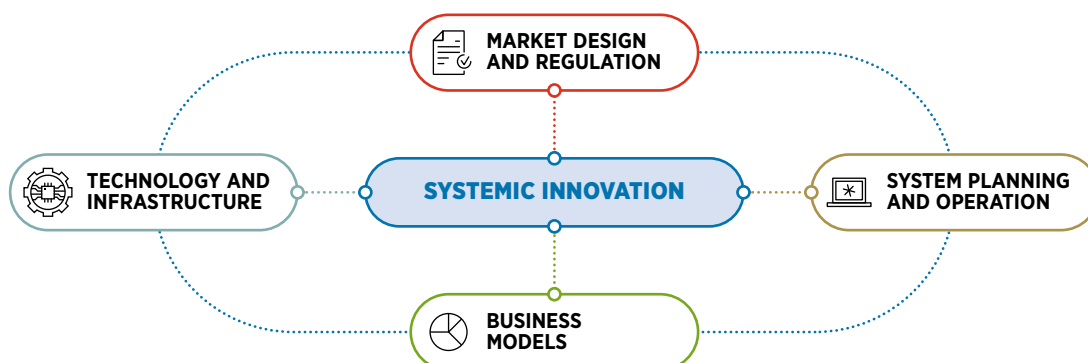 MARKET DESIGN
AND REGULATION
TECHNOLOGY AND
INFRASTRUCTURE
SYSTEMIC INNOVATION
SYSTEM PLANNING
AND OPERATION
BUSINESS
MODELS